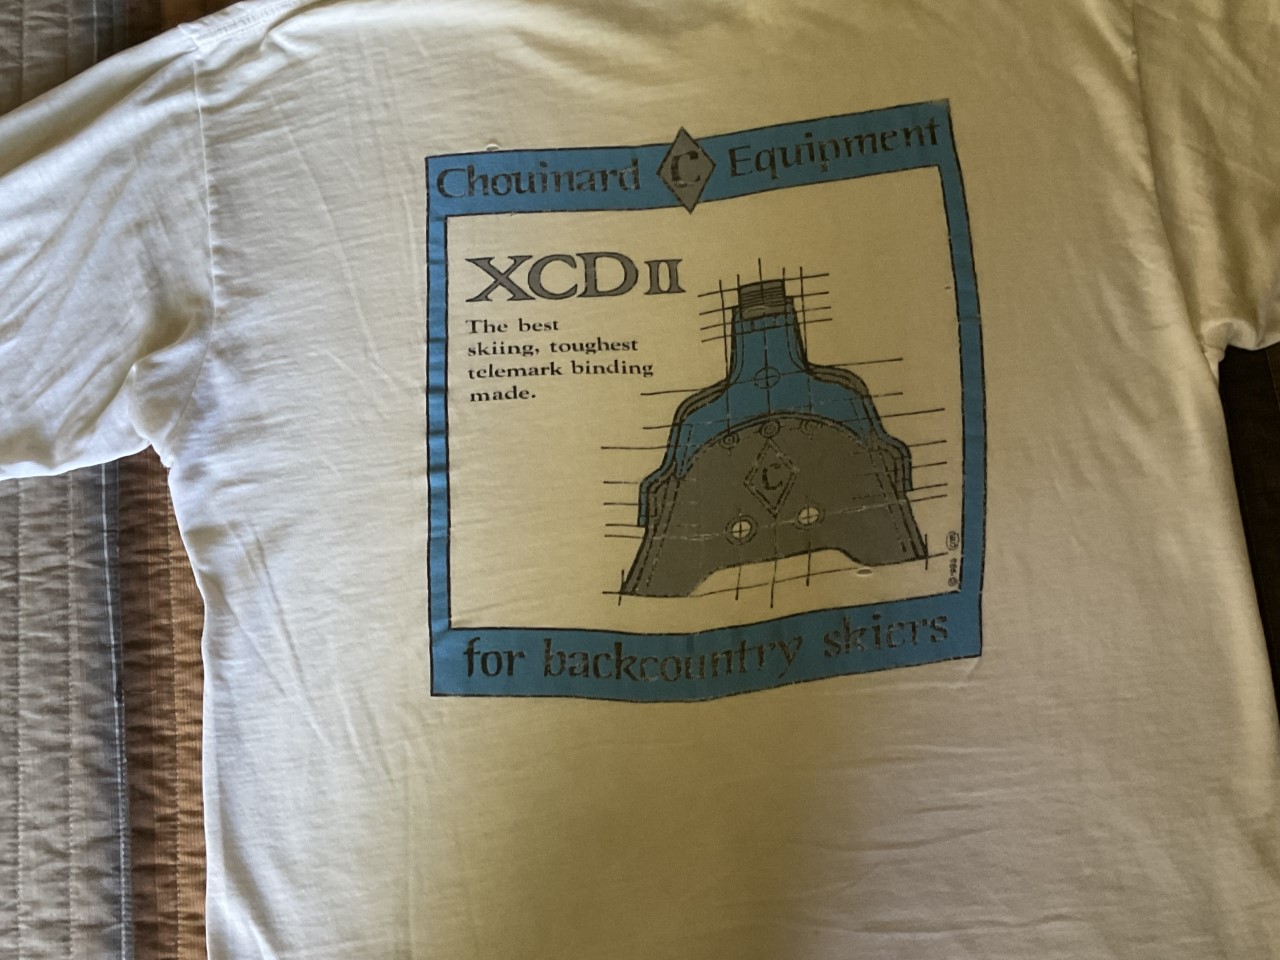 Chouinard C Equipment
XCD II
The best
skiing, toughest
telemark binding
made.
C
for backcountry skiers